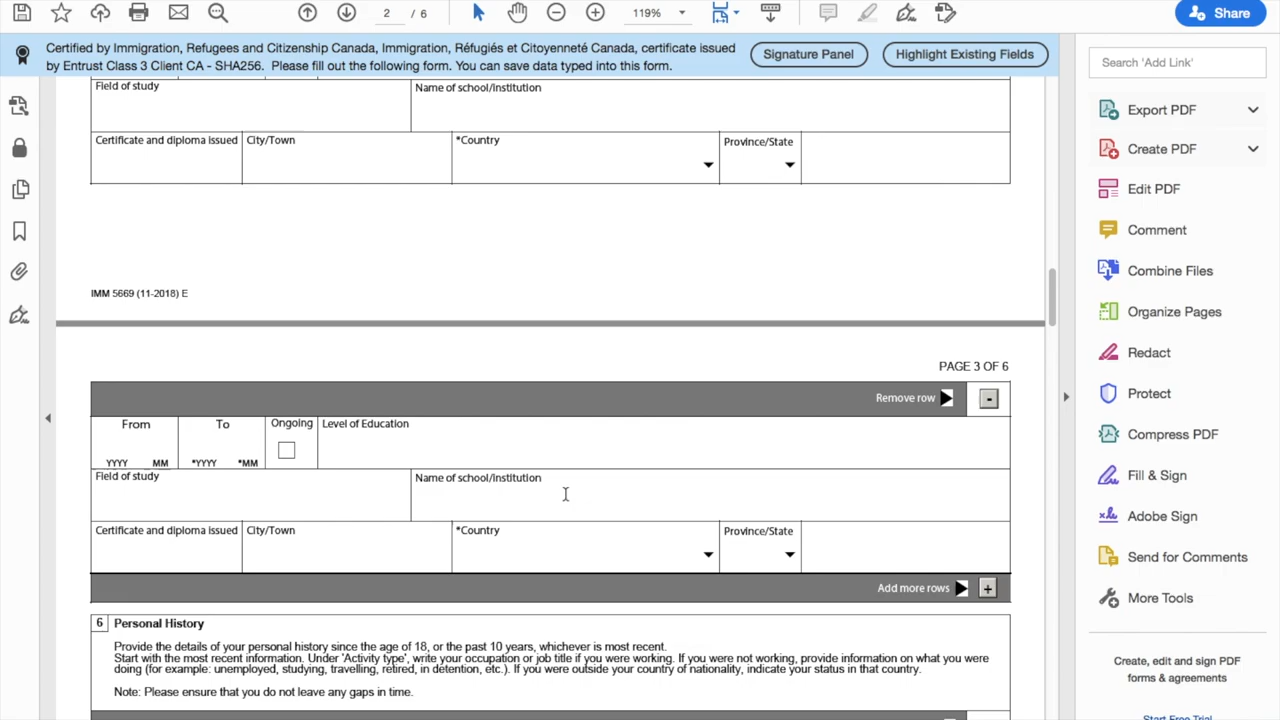 2 / 6
119%
Share
Certified by Immigration, Refugees and Citizenship Canada, Immigration, Réfugiés et Citoyenneté Canada, certificate issued
by Entrust Class 3 Client CA - SHA256. Please fill out the following form. You can save data typed into this form.
Signature Panel
Highlight Existing Fields
Search 'Add Link'
Export PDF
Create PDF
Edit PDF
Comment
Combine Files
Organize Pages
Redact
Protect
Compress PDF
Fill & Sign
Adobe Sign
Send for Comments
More Tools
Create, edit and sign PDF
forms & agreements
Start Free Trial
Field of study
Name of school/Institution
Certificate and diploma issued
City/Town
*Country
Province/State
IMM 5669 (11-2018) E
PAGE 3 OF 6
Remove row
-
From
To
Ongoing
Level of Education
YYYY
MM
*YYYY
*MM
Field of study
Name of school/Institution
Certificate and diploma issued
City/Town
*Country
Province/State
Add more rows
+
6 Personal History
Provide the details of your personal history since the age of 18, or the past 10 years, whichever is most recent.
Start with the most recent information. Under 'Activity type', write your occupation or job title if you were working. If you were not working, provide information on what you were
doing (for example: unemployed, studying, travelling, retired, in detention, etc.). If you were outside your country of nationality, indicate your status in that country.
Note: Please ensure that you do not leave any gaps in time.